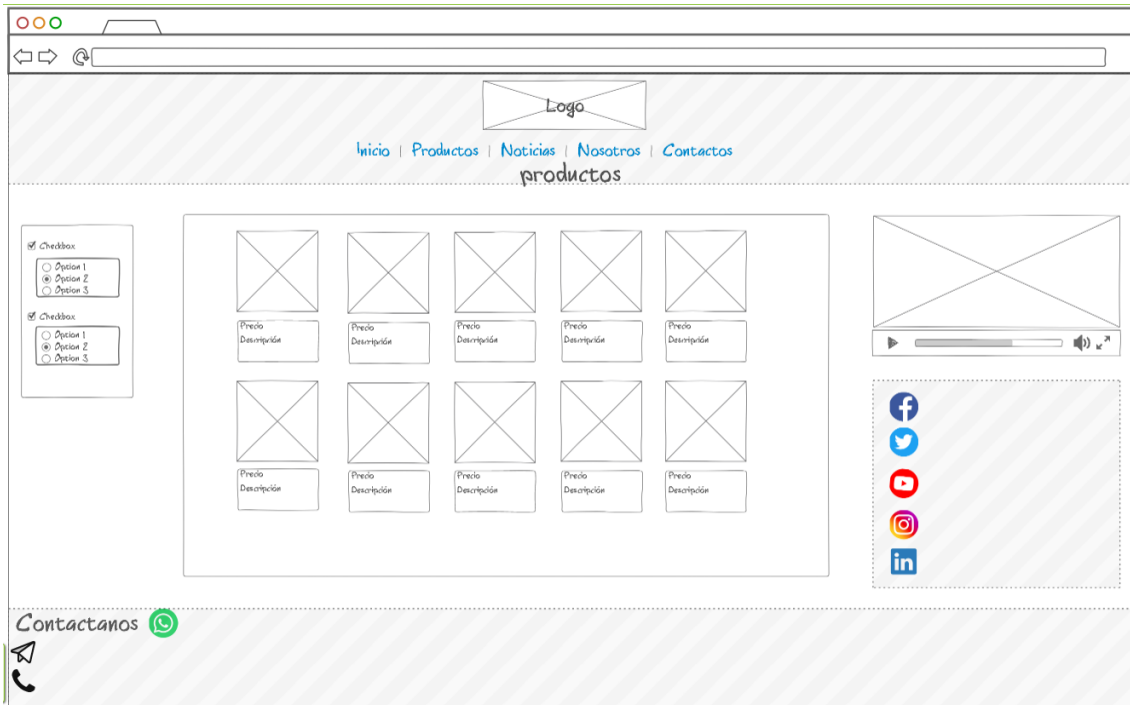 Logo
Inicio | Productos | Noticias | Nosotros | Contactos
productos
Checkbox
Option 1
Option 2
Option 3
Checkbox
Option 1
Option 2
Option 3
Precio
Descripción
Precio
Descripción
Precio
Descripción
Precio
Descripción
Precio
Descripción
Precio
Descripción
Precio
Descripción
Precio
Descripción
Precio
Descripción
Precio
Descripción
in
Contactanos